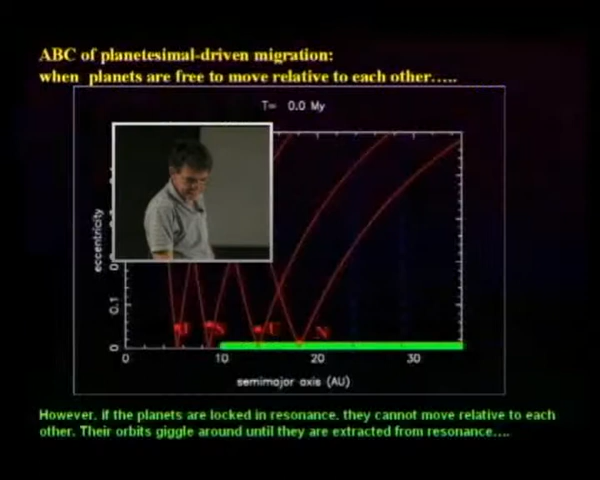 ABC of planetesimal-driven migration:
when planets are free to move relative to each other.....
T= 0.0 My
eccentricity
0.1
0
J
S
U
N
0
10
20
30
semimajor axis (AU)
However, if the planets are locked in resonance, they cannot move relative to each
other. Their orbits giggle around until they are extracted from resonance....